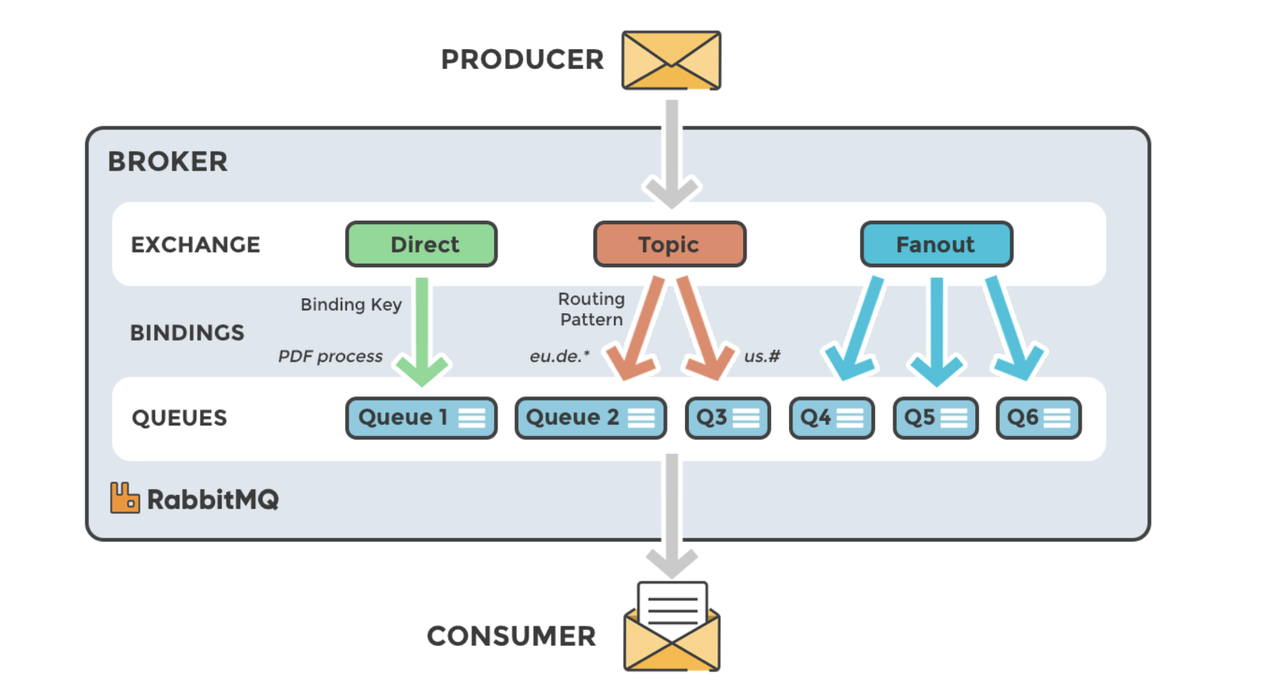 PRODUCER
BROKER
EXCHANGE
Direct
Topic
Fanout
Binding Key
Routing
Pattern
BINDINGS
PDF process
eu.de.*
us.#
QUEUES
Queue 1
Queue 2
Q3
Q4
Q5
Q6
RabbitMQ
CONSUMER